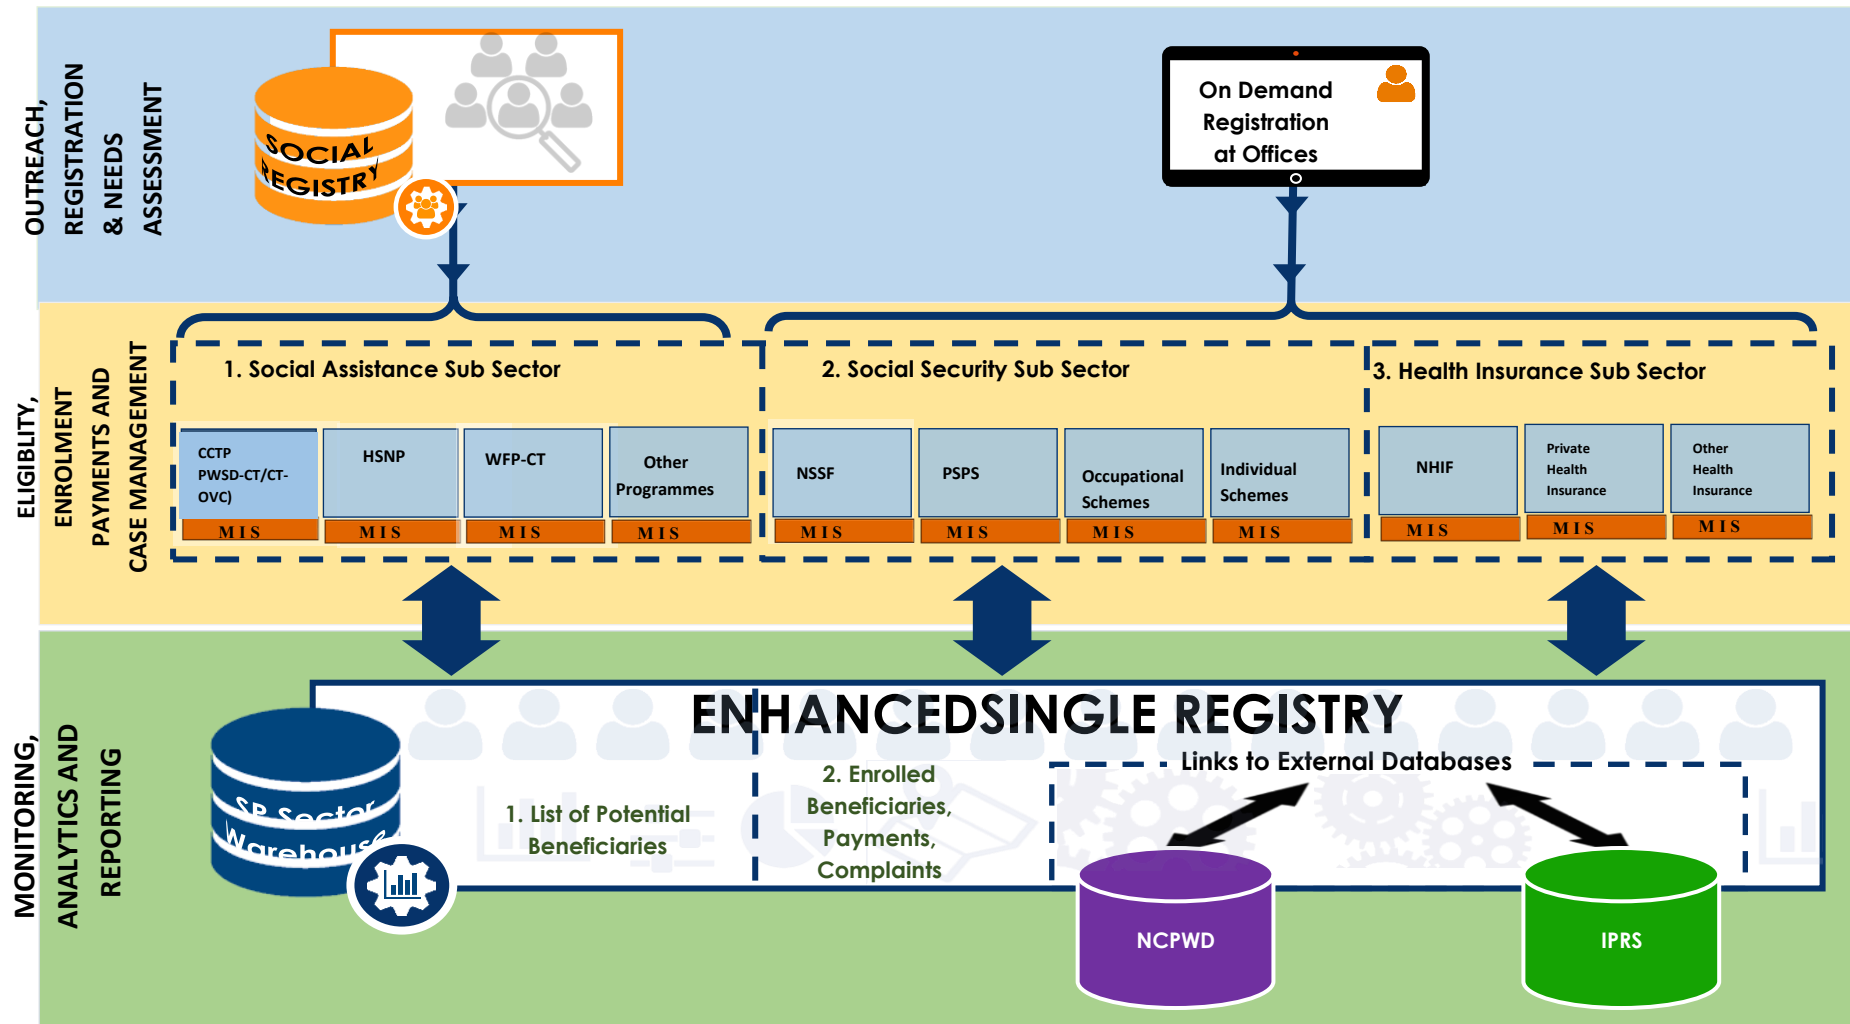 OUTREACH,
REGISTRATION
& NEEDS
ASSESSMENT
SOCIAL
REGISTRY
On Demand
Registration
at Offices
ELIGIBLITY,
ENROLMENT
PAYMENTS AND
CASE MANAGEMENT
1. Social Assistance Sub Sector
2. Social Security Sub Sector
3. Health Insurance Sub Sector
CCTP
PWSD-CT/CT-
OVC)
MIS
HSNP
MIS
WFP-CT
MIS
Other
Programmes
MIS
NSSF
MIS
PSPS
MIS
Occupational
Schemes
MIS
Individual
Schemes
MIS
NHIF
MIS
Private
Health
Insurance
MIS
Other
Health
Insurance
MIS
MONITORING,
ANALYTICS AND
REPORTING
SP Sector
Warehouse
ENHANCEDSINGLE REGISTRY
1. List of Potential
Beneficiaries
2. Enrolled
Beneficiaries,
Payments,
Complaints
Links to External Databases
NCPWD
IPRS